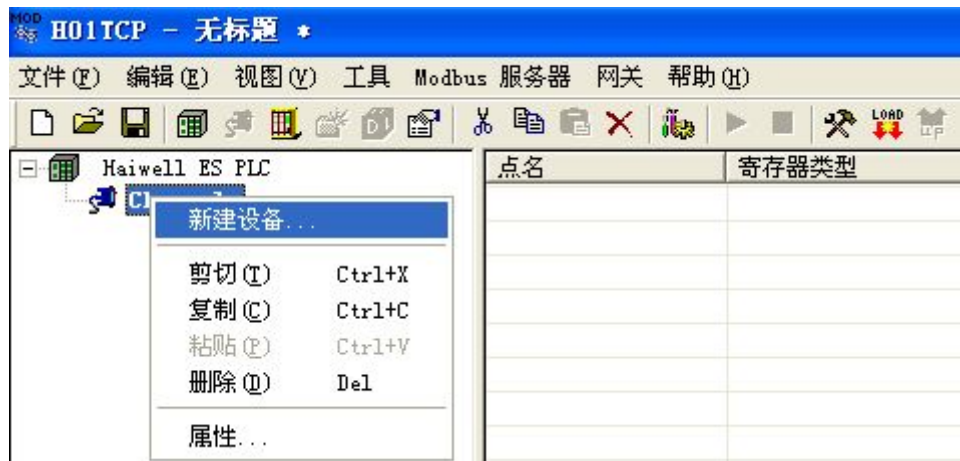 H01TCP - 无标题 *
文件(F) 编辑(E) 视图(V) 工具 Modbus 服务器 网关 帮助(H)
LOAD
Haiwell ES PLC
点名 寄存器类型
新建设备...
剪切(T) Ctrl+X
复制(C) Ctrl+C
粘贴(P) Ctrl+V
删除(D) Del
属性...